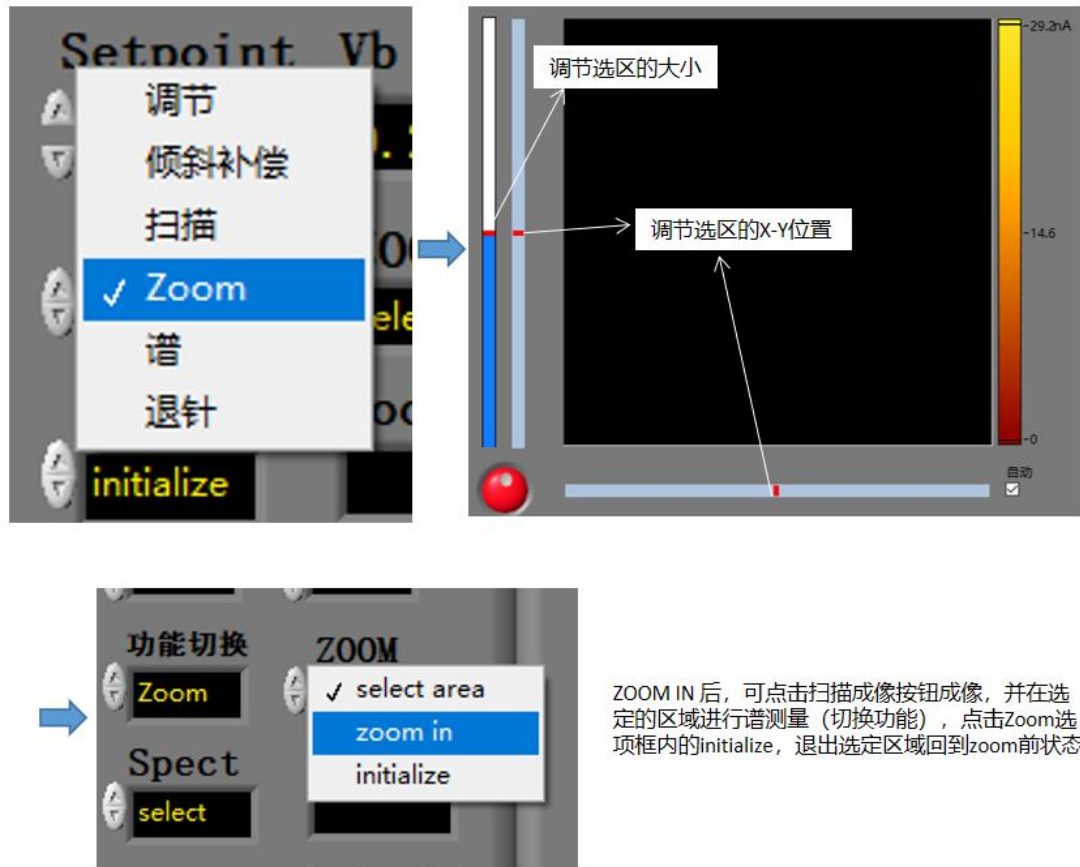 Setpoint Vb
调节
倾斜补偿
扫描
✓ Zoom
谱
退针
initialize
调节选区的大小
调节选区的X-Y位置
29.2nA
14.6
0
自动
功能切换
ZOOM
Zoom
✓ select area
zoom in
initialize
Spect
select
ZOOM IN 后，可点击扫描成像按钮成像，并在选
定的区域进行谱测量（切换功能），点击Zoom选
项框内的initialize，退出选定区域回到zoom前状态